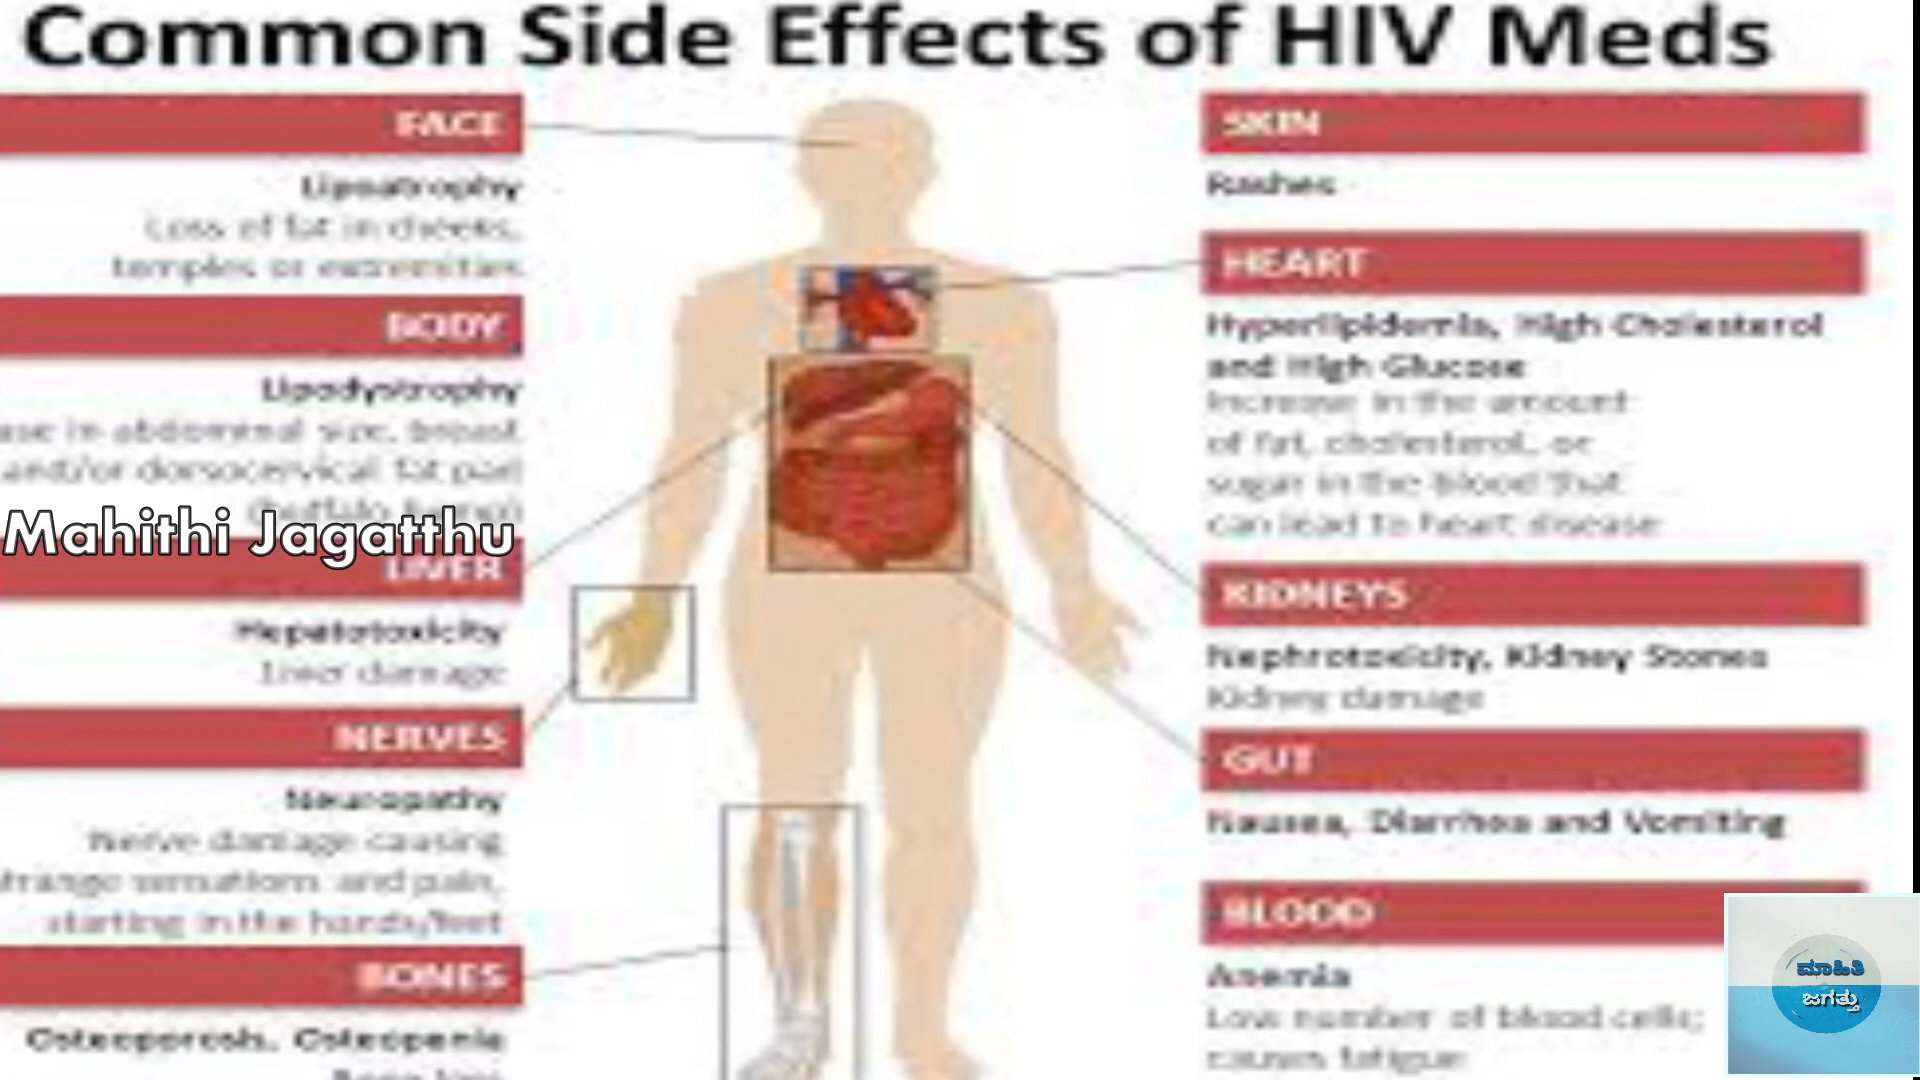 Common Side Effects of HIV Meds
FACE
Lipoatrophy
Loss of fat in cheeks,
temples or extremities
BODY
Lipodystrophy
in abdominal size, breast
and/or dorsocervical fat pad
(buffalo hump)
Mahithi Jagatthu
LIVER
Hepatotoxicity
Liver damage
NERVES
Neuropathy
Nerve damage causing
strange sensations and pain,
starting in the hands/feet
BONES
Osteoporosis, Osteopenia
Bone loss
SKIN
Rashes
HEART
Hyperlipidemia, High Cholesterol
and High Glucose
Increase in the amount
of fat, cholesterol, or
sugar in the blood that
can lead to heart disease
KIDNEYS
Nephrotoxicity, Kidney Stones
Kidney damage
GUT
Nausea, Diarrhea and Vomiting
BLOOD
Anemia
Low number of blood cells;
causes fatigue
ಮಾಹಿತಿ
ಜಗತ್ತು